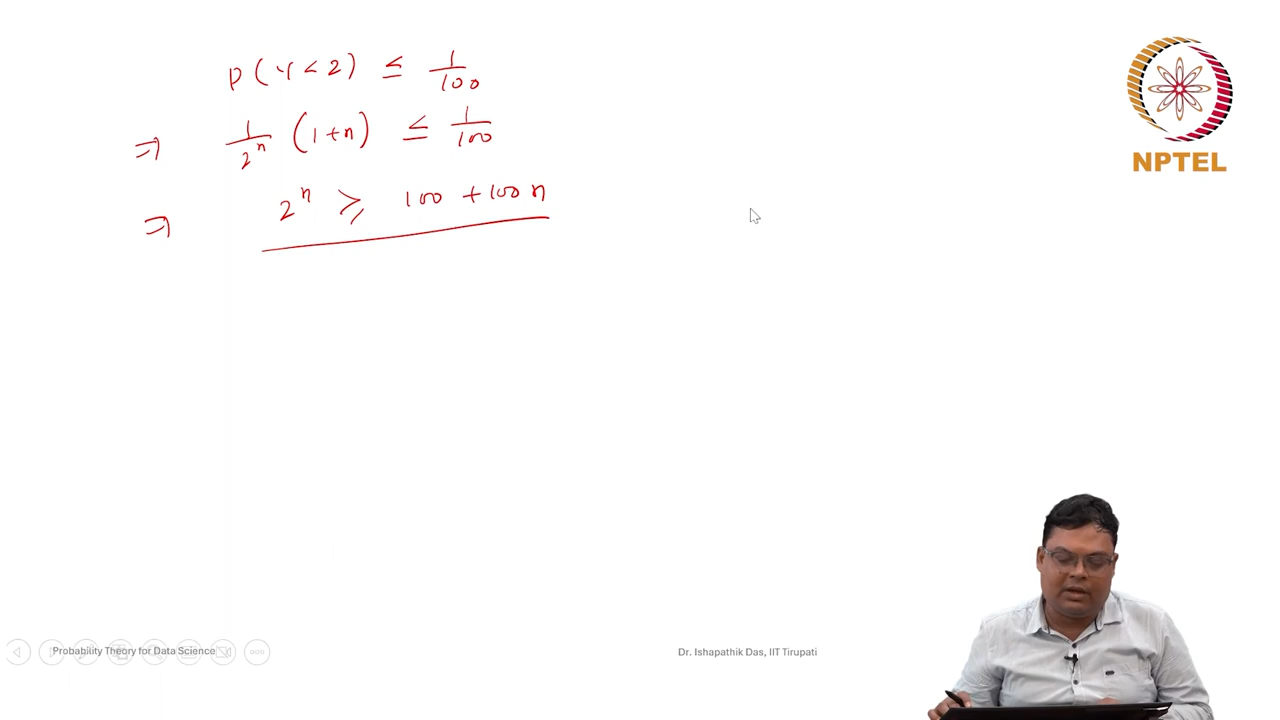 P(Y < 2) ≤ 1/100
⇒ 1/2ⁿ (1+n) ≤ 1/100
⇒ 2ⁿ ≥ 100 + 100 n
NPTEL
Probability Theory for Data Science
Dr. Ishapathik Das, IIT Tirupati